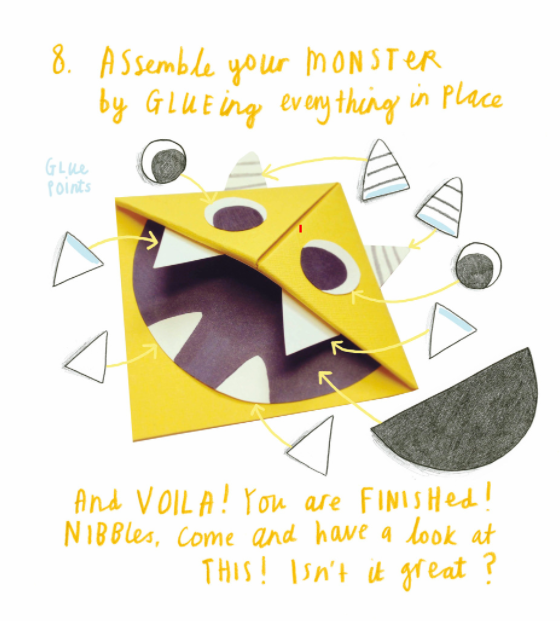 8. ASSemble your MONSTER
by GLUEing everything in Place
GLue
Points
And VOILA! You are FINISHED!
NIBBLes, Come and have a look at
THIS! Isn't it great?